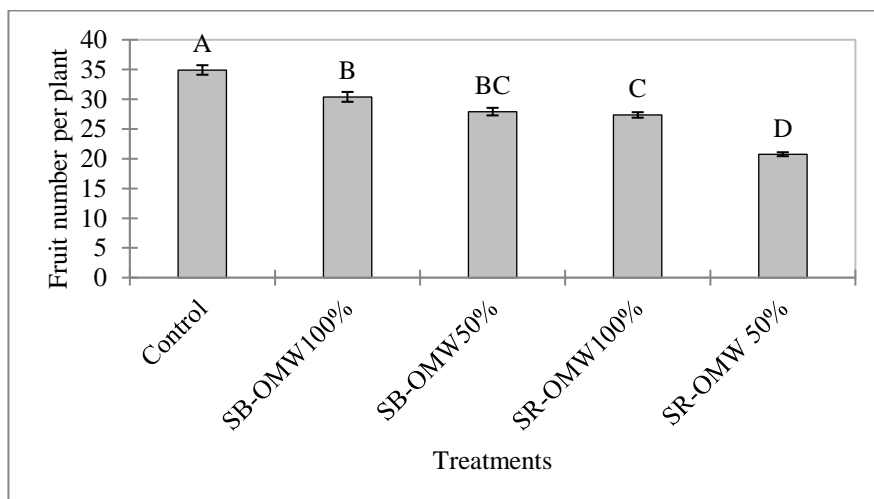 Fruit number per plant
40
35
30
25
20
15
10
5
0
A
B
BC
C
D
Control
SB-OMW100%
SB-OMW50%
SR-OMW100%
SR-OMW 50%
Treatments